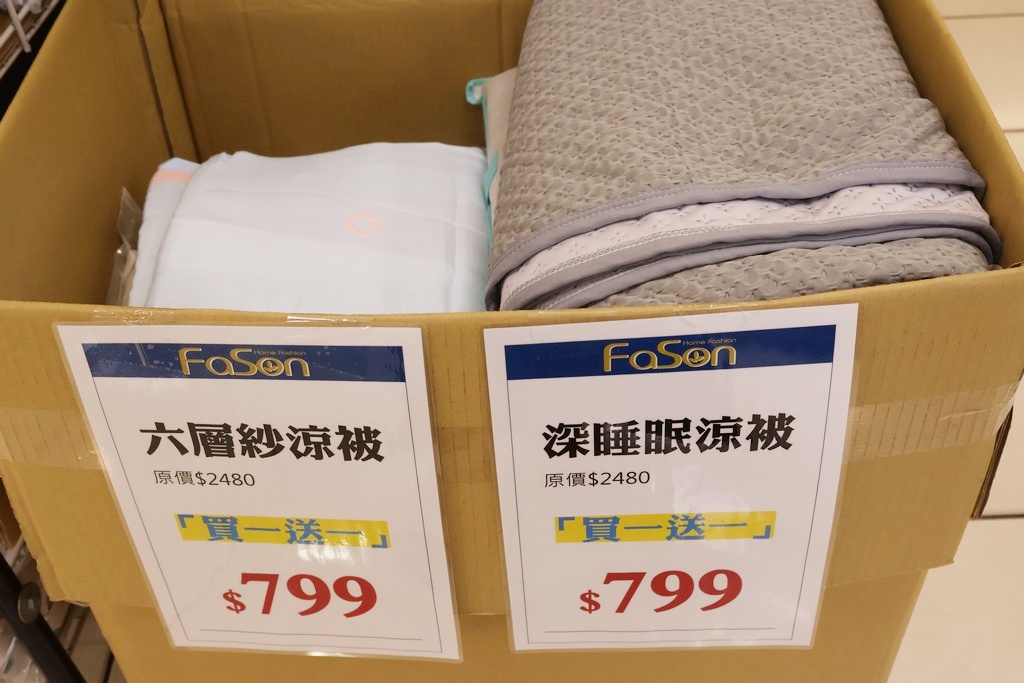 FaSon
Home Fashion
六層紗涼被
原價$2480
「買一送一」
$799
FaSon
Home Fashion
深睡眠涼被
原價$2480
「買一送一」
$799